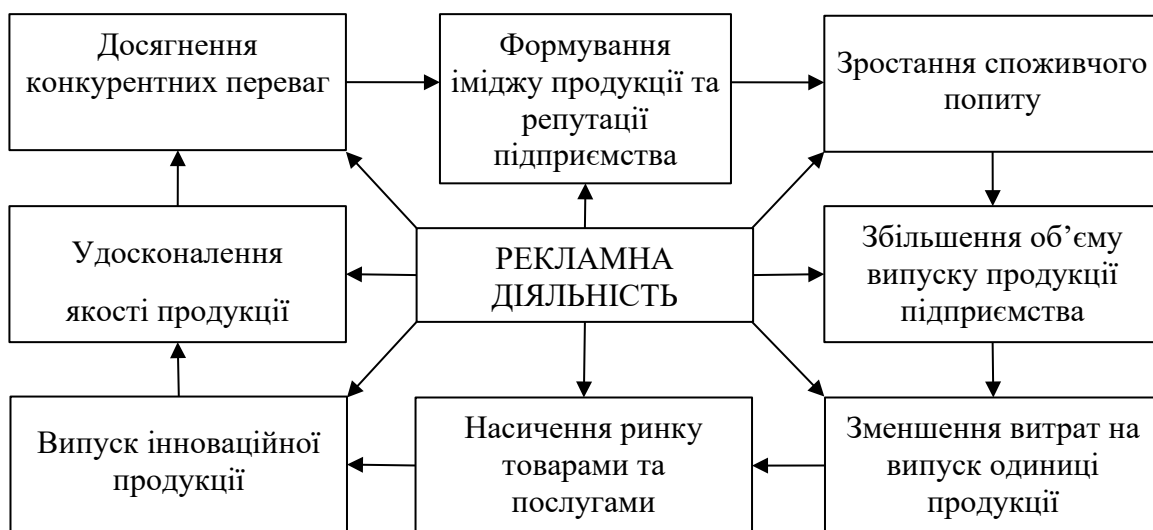 Досягнення
конкурентних переваг
Формування
іміджу продукції та
репутації
підприємства
Зростання споживчого
попиту
Удосконалення
якості продукції
РЕКЛАМНА
ДІЯЛЬНІСТЬ
Збільшення об’єму
випуску продукції
підприємства
Випуск інноваційної
продукції
Насичення ринку
товарами та
послугами
Зменшення витрат на
випуск одиниці
продукції